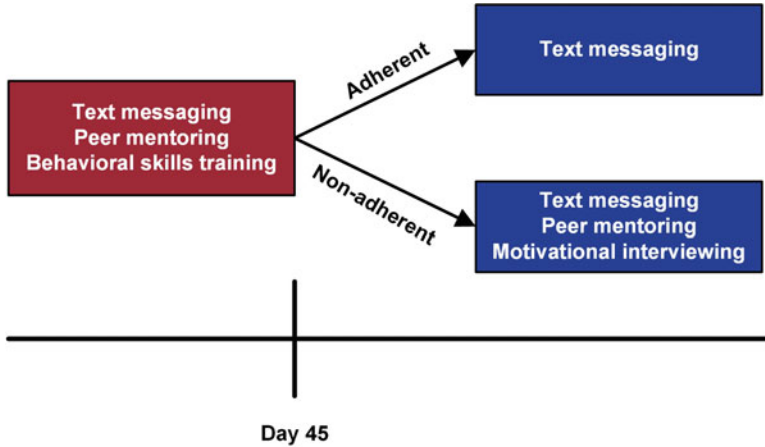 Text messaging
Peer mentoring
Behavioral skills training
Adherent
Text messaging
Non-adherent
Text messaging
Peer mentoring
Motivational interviewing
Day 45